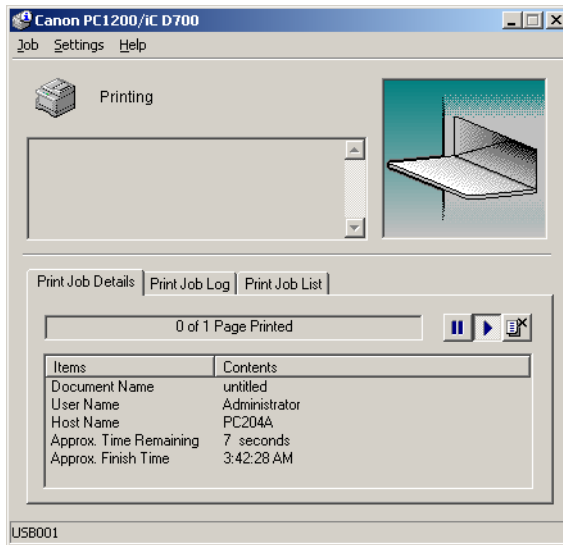 Canon PC1200/iC D700
Job Settings Help
Printing
Print Job Details Print Job Log Print Job List
0 of 1 Page Printed
Items Contents
Document Name untitled
User Name Administrator
Host Name PC204A
Approx. Time Remaining 7 seconds
Approx. Finish Time 3:42:28 AM
USB001